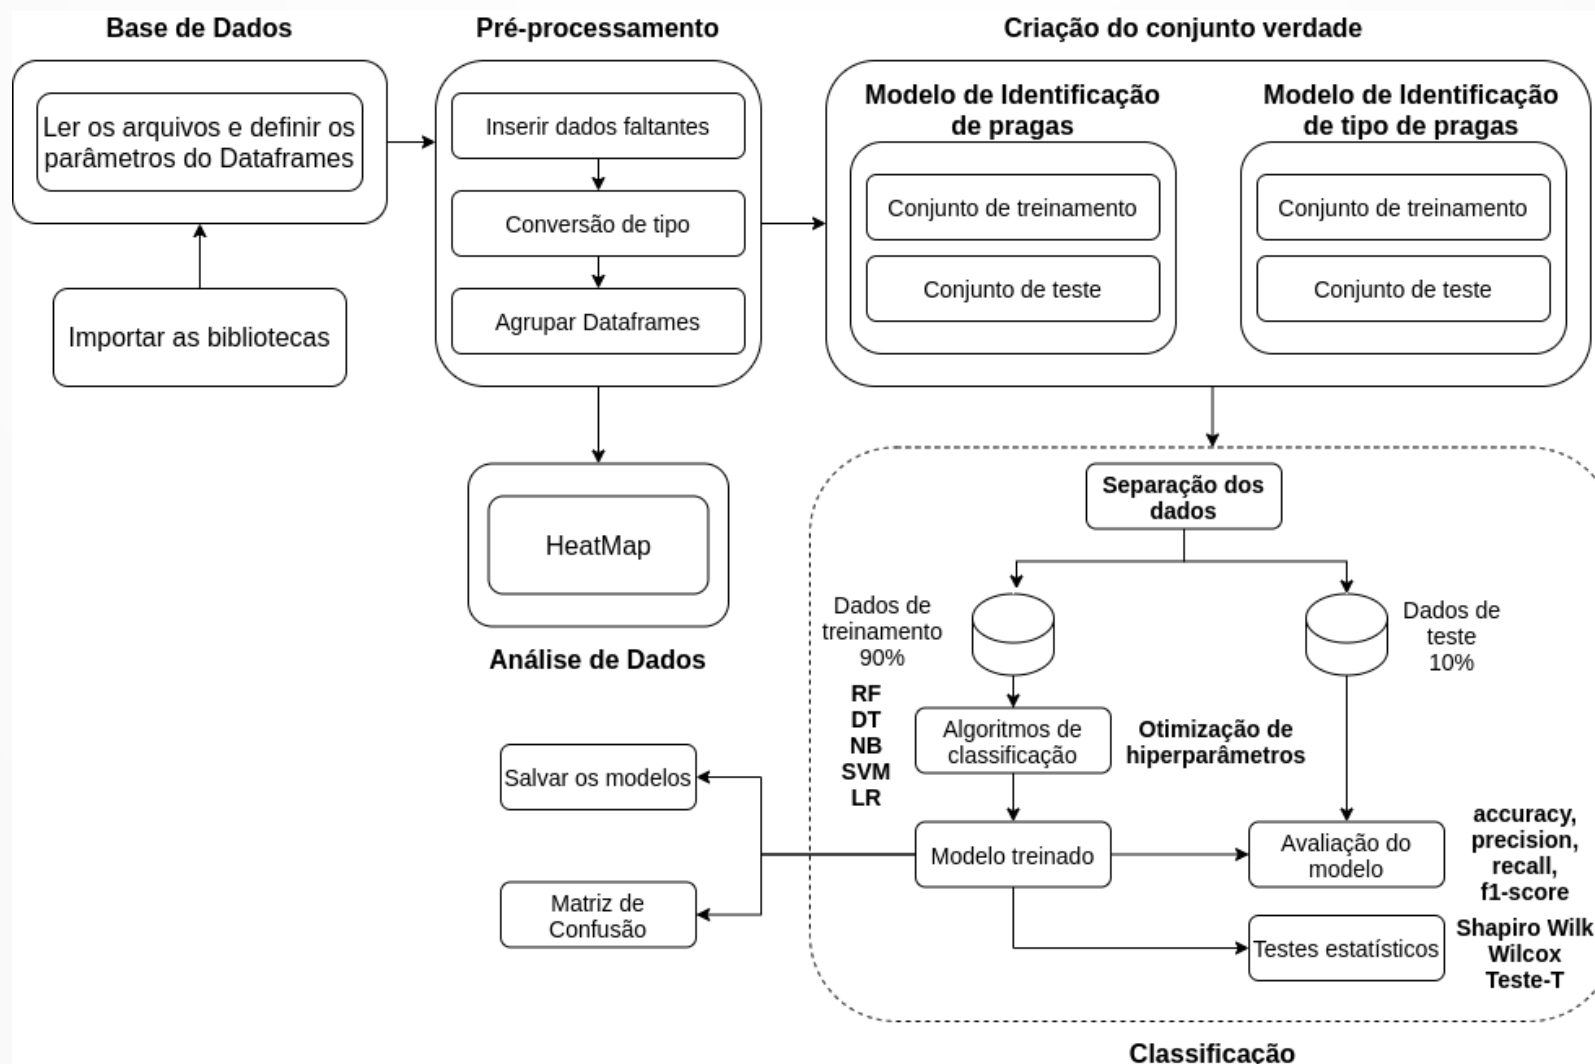 Base de Dados
Ler os arquivos e definir os
parâmetros do Dataframes
Importar as bibliotecas
Pré-processamento
Inserir dados faltantes
Conversão de tipo
Agrupar Dataframes
HeatMap
Análise de Dados
Criação do conjunto verdade
Modelo de Identificação
de pragas
Conjunto de treinamento
Conjunto de teste
Modelo de Identificação
de tipo de pragas
Conjunto de treinamento
Conjunto de teste
Separação dos
dados
Dados de
treinamento
90%
Dados de
teste
10%
RF
DT
NB
SVM
LR
Algoritmos de
classificação
Otimização de
hiperparâmetros
Modelo treinado
Avaliação do
modelo
accuracy,
precision,
recall,
f1-score
Testes estatísticos
Shapiro Wilk
Wilcox
Teste-T
Salvar os modelos
Matriz de
Confusão
Classificação